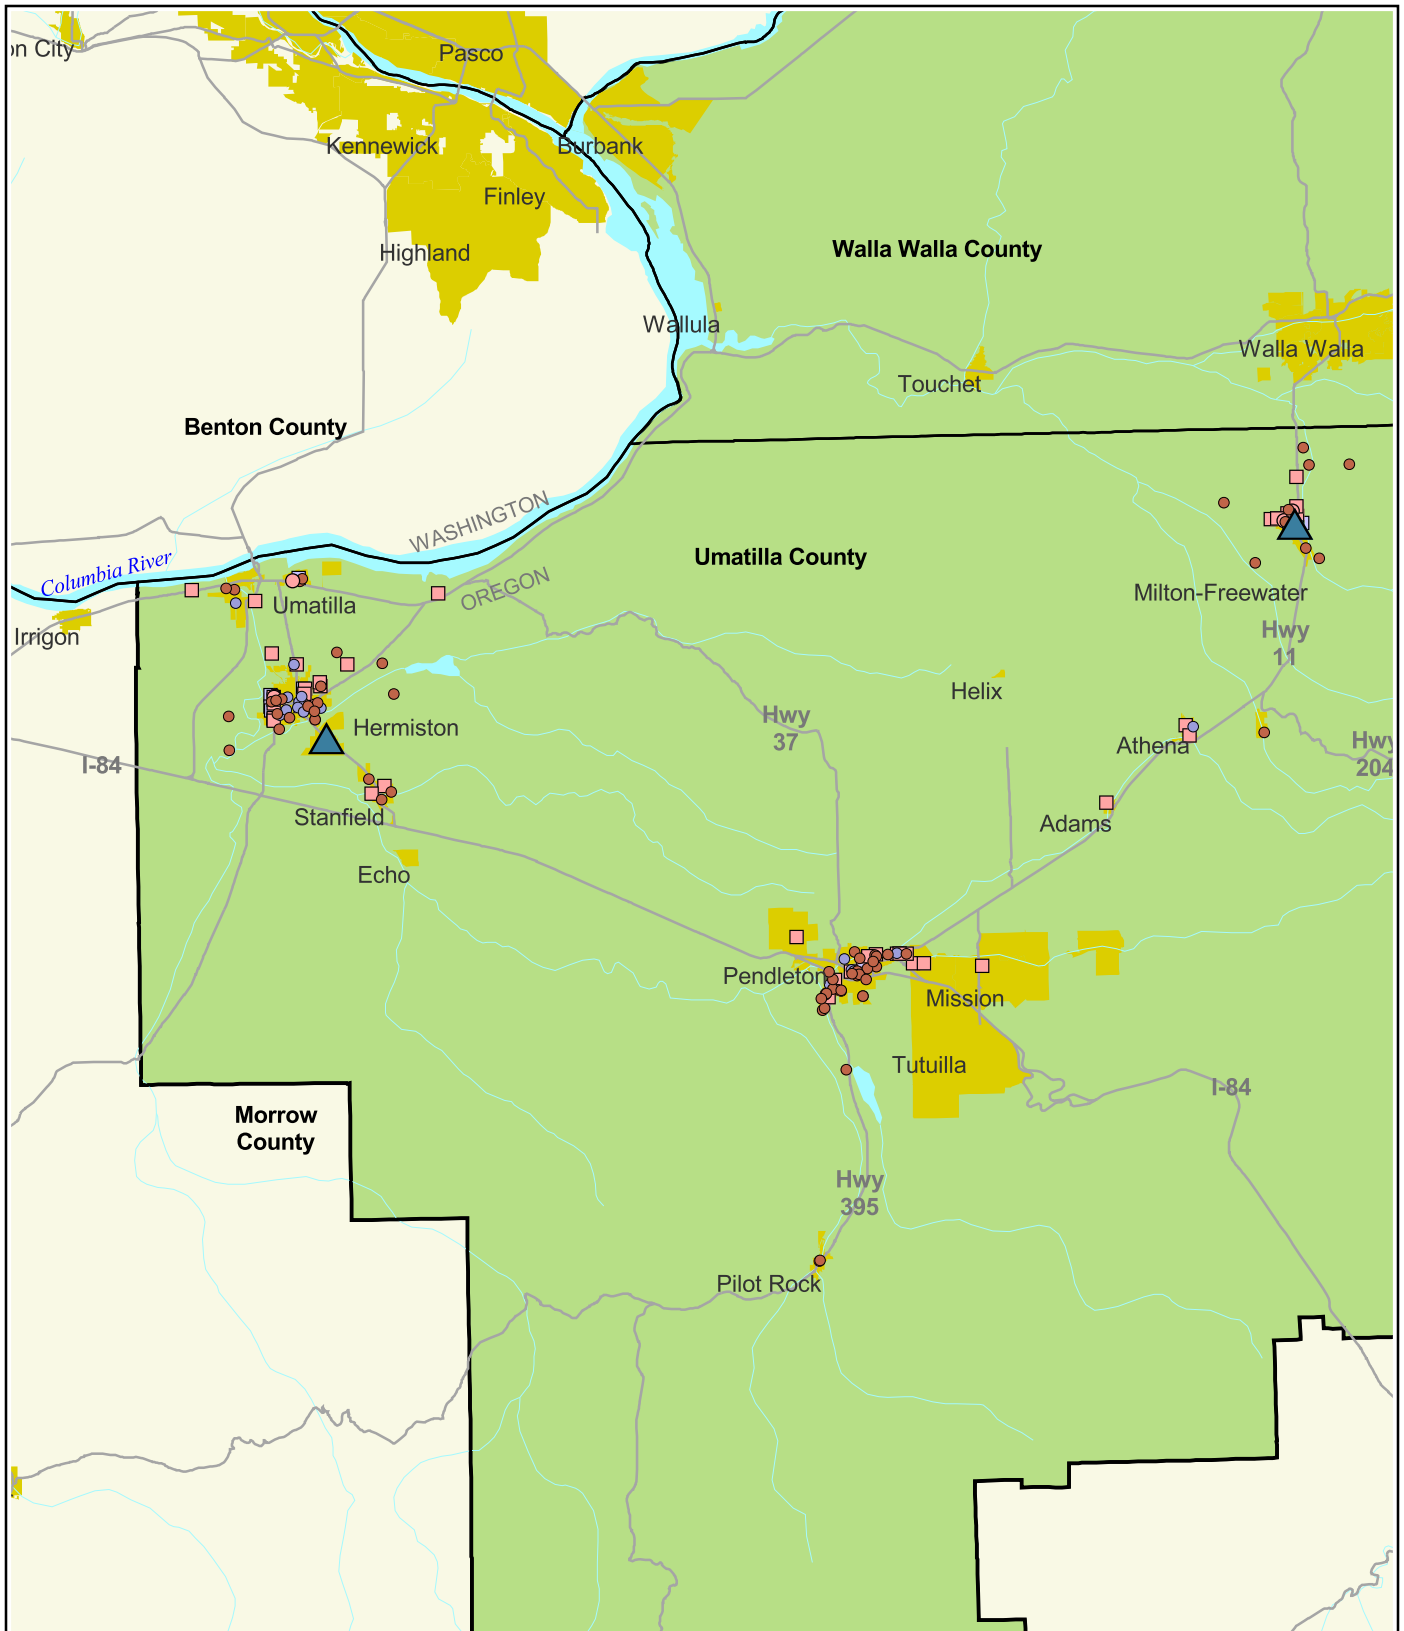 on City
Pasco
Kennewick
Burbank
Finley
Highland
Walla Walla County
Wallula
Walla Walla
Touchet
Benton County
WASHINGTON
Umatilla County
Columbia River
OREGON
Umatilla
Milton-Freewater
Irrigon
Hwy
11
Helix
Hwy
37
Hermiston
Athena
Hwy
204
I-84
Stanfield
Adams
Echo
Pendleton
Mission
Tutuilla
I-84
Morrow
County
Hwy
395
Pilot Rock